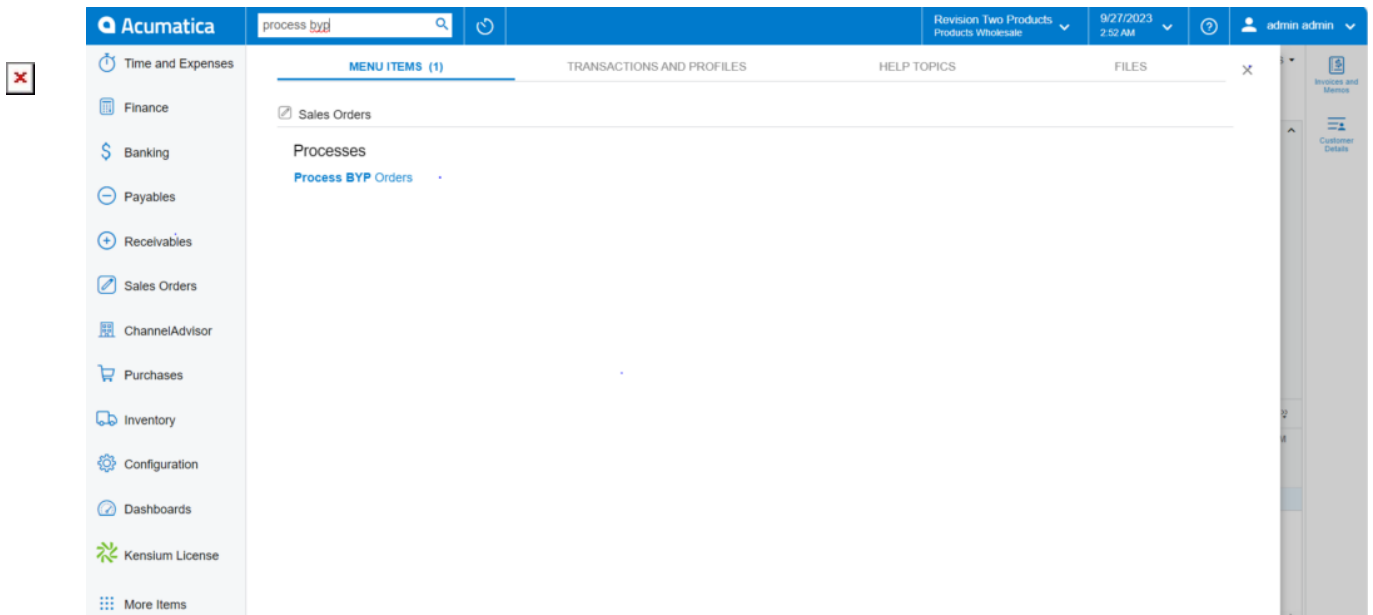 Acumatica
process byp
Revision Two Products
Products Wholesale
9/27/2023
2:52 AM
admin admin
Time and Expenses
Finance
Banking
Payables
Receivables
Sales Orders
ChannelAdvisor
Purchases
Inventory
Configuration
Dashboards
Kensium License
More Items
MENU ITEMS (1)
TRANSACTIONS AND PROFILES
HELP TOPICS
FILES
Sales Orders
Processes
Process BYP Orders
Invoices and
Memos
Customer
Details